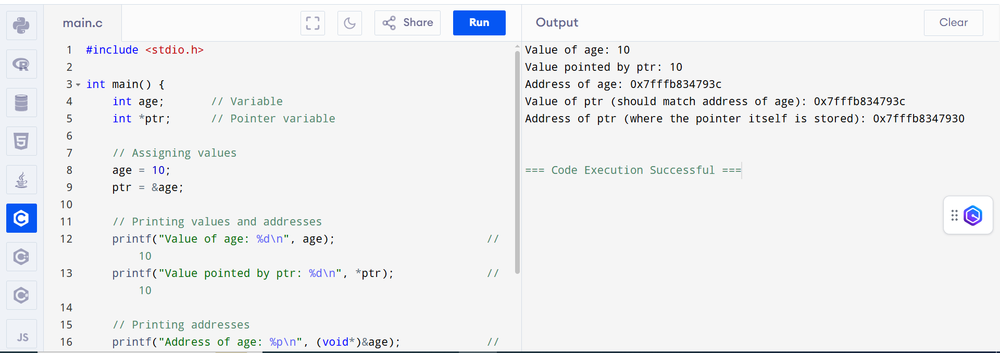 main.c
Share
Run
Output
Clear
1 #include <stdio.h>
2
3 int main() {
4 int age; // Variable
5 int *ptr; // Pointer variable
6
7 // Assigning values
8 age = 10;
9 ptr = &age;
10
11 // Printing values and addresses
12 printf("Value of age: %d\n", age); //
10
13 printf("Value pointed by ptr: %d\n", *ptr); //
10
14
15 // Printing addresses
16 printf("Address of age: %p\n", (void*)&age); //
Value of age: 10
Value pointed by ptr: 10
Address of age: 0x7fffb834793c
Value of ptr (should match address of age): 0x7fffb834793c
Address of ptr (where the pointer itself is stored): 0x7fffb8347930
=== Code Execution Successful ===
R
5
C
C++
C#
JS